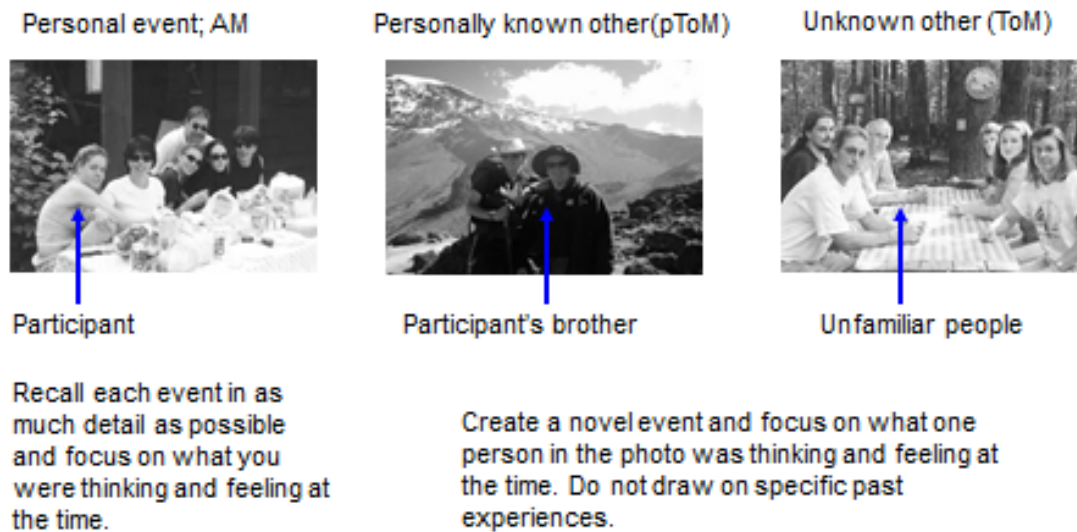 Personal event; AM
Personally known other(pToM)
Unknown other (ToM)
Participant
Participant's brother
Unfamiliar people
Recall each event in as
much detail as possible
and focus on what you
were thinking and feeling at
the time.
Create a novel event and focus on what one
person in the photo was thinking and feeling at
the time. Do not draw on specific past
experiences.